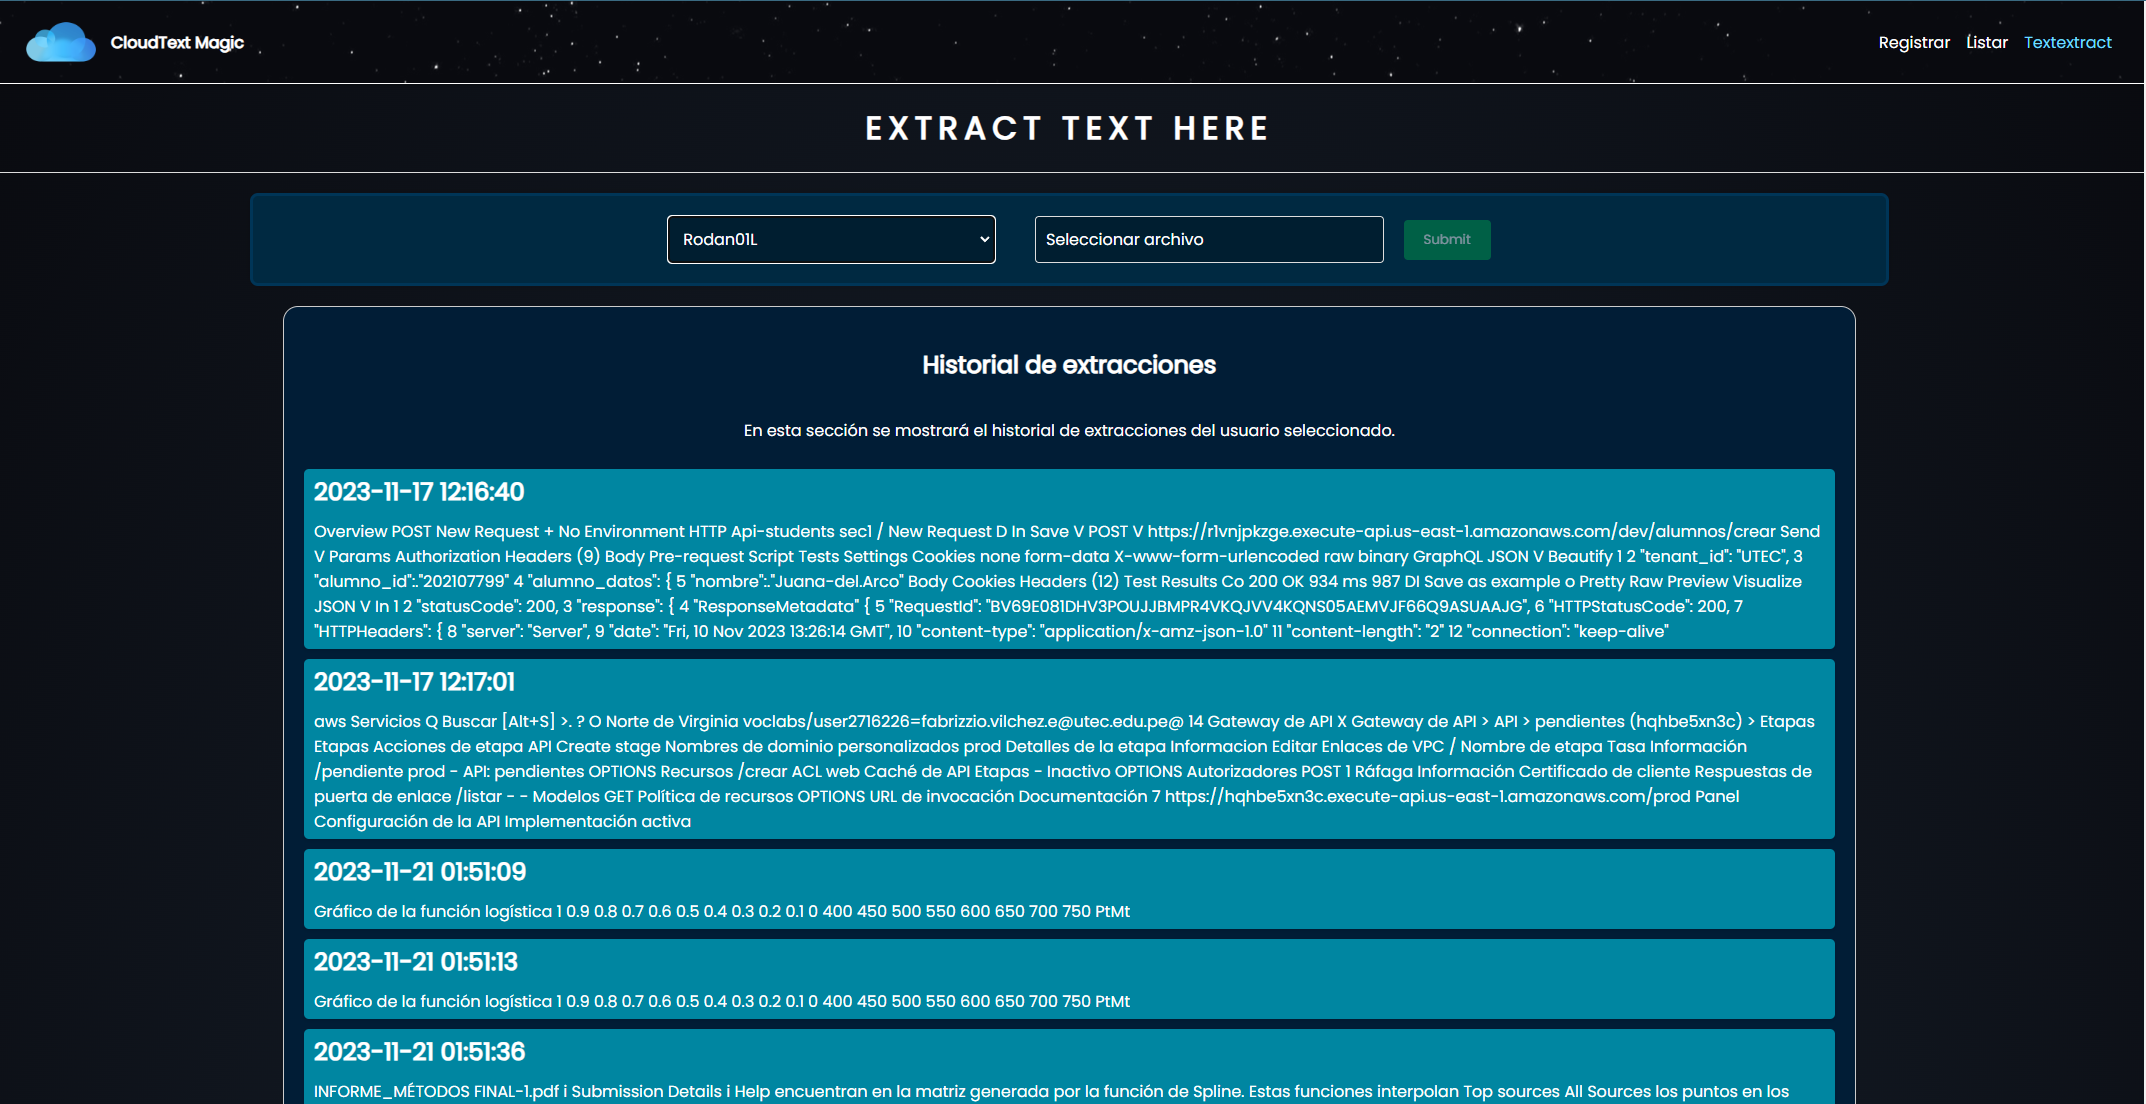 CloudText Magic
Registrar Listar Textextract
EXTRACT TEXT HERE
Rodan01L
Seleccionar archivo
Submit
Historial de extracciones
En esta sección se mostrará el historial de extracciones del usuario seleccionado.
2023-11-17 12:16:40
Overview POST New Request + No Environment HTTP Api-students sec1 / New Request D In Save V POST V https://r1vnjpkzge.execute-api.us-east-1.amazonaws.com/dev/alumnos/crear Send
V Params Authorization Headers (9) Body Pre-request Script Tests Settings Cookies none form-data X-www-form-urlencoded raw binary GraphQL JSON V Beautify 1 2 "tenant_id": "UTEC", 3
"alumno_id":."202107799" 4 "alumno_datos": { 5 "nombre":."Juana-del.Arco" Body Cookies Headers (12) Test Results Co 200 OK 934 ms 987 DI Save as example o Pretty Raw Preview Visualize
JSON V In 1 2 "statusCode": 200, 3 "response": { 4 "ResponseMetadata" { 5 "RequestId": "BV69E081DHV3POUJJBMPR4VKQJVV4KQNS05AEMVJF66Q9ASUAAJG", 6 "HTTPStatusCode": 200, 7
"HTTPHeaders": { 8 "server": "Server", 9 "date": "Fri, 10 Nov 2023 13:26:14 GMT", 10 "content-type": "application/x-amz-json-1.0" 11 "content-length": "2" 12 "connection": "keep-alive"
2023-11-17 12:17:01
aws Servicios Q Buscar [Alt+S] >. ? O Norte de Virginia voclabs/user2716226=fabrizzio.vilchez.e@utec.edu.pe@ 14 Gateway de API X Gateway de API > API > pendientes (hqhbe5xn3c) > Etapas
Etapas Acciones de etapa API Create stage Nombres de dominio personalizados prod Detalles de la etapa Informacion Editar Enlaces de VPC / Nombre de etapa Tasa Información
/pendiente prod - API: pendientes OPTIONS Recursos /crear ACL web Caché de API Etapas - Inactivo OPTIONS Autorizadores POST 1 Ráfaga Información Certificado de cliente Respuestas de
puerta de enlace /listar - - Modelos GET Política de recursos OPTIONS URL de invocación Documentación 7 https://hqhbe5xn3c.execute-api.us-east-1.amazonaws.com/prod Panel
Configuración de la API Implementación activa
2023-11-21 01:51:09
Gráfico de la función logística 1 0.9 0.8 0.7 0.6 0.5 0.4 0.3 0.2 0.1 0 400 450 500 550 600 650 700 750 PtMt
2023-11-21 01:51:13
Gráfico de la función logística 1 0.9 0.8 0.7 0.6 0.5 0.4 0.3 0.2 0.1 0 400 450 500 550 600 650 700 750 PtMt
2023-11-21 01:51:36
INFORME_MÉTODOS FINAL-1.pdf i Submission Details i Help encuentran en la matriz generada por la función de Spline. Estas funciones interpolan Top sources All Sources los puntos en los